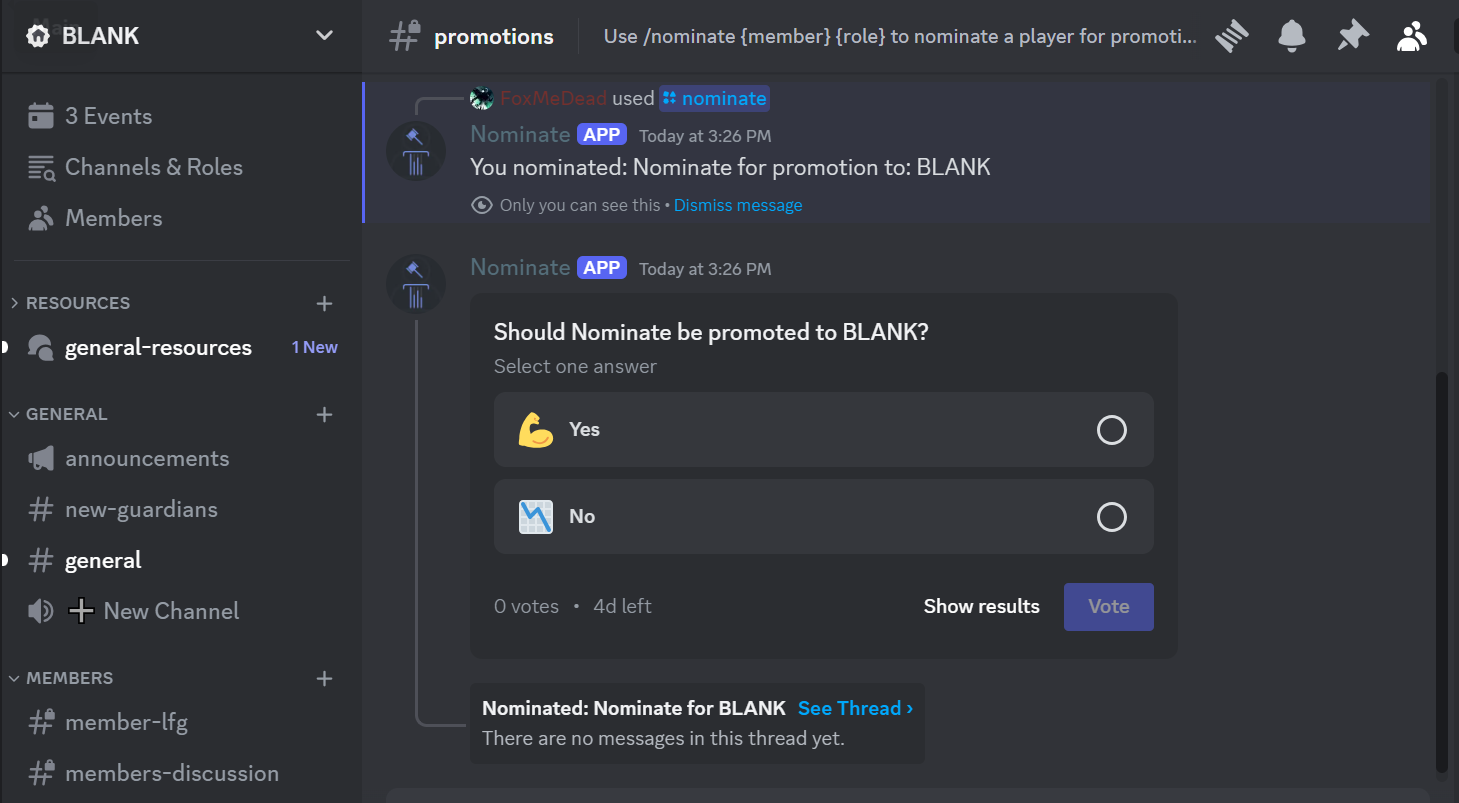 BLANK
3 Events
Channels & Roles
Members
RESOURCES
general-resources 1 New
GENERAL
announcements
new-guardians
general
New Channel
MEMBERS
member-lfg
members-discussion
promotions Use /nominate {member} {role} to nominate a player for promoti...
FoxMeDead used nominate
Nominate APP Today at 3:26 PM
You nominated: Nominate for promotion to: BLANK
Only you can see this • Dismiss message
Nominate APP Today at 3:26 PM
Should Nominate be promoted to BLANK?
Select one answer
Yes
No
0 votes • 4d left Show results Vote
Nominated: Nominate for BLANK See Thread ›
There are no messages in this thread yet.